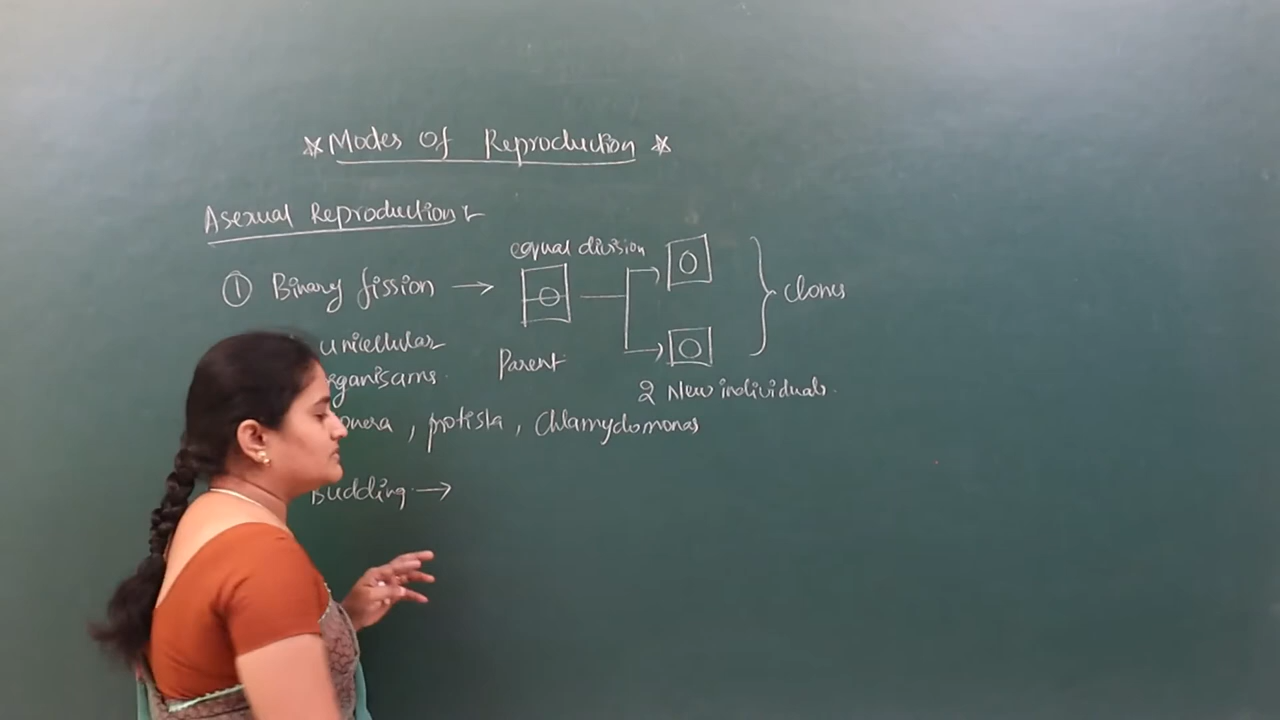 ☆ Modes Of Reproduction ☆
Asexual Reproduction :-
equal division
① Binary fission → clones
unicellular
Parent
2 New individuals.
, protista, Chlamydomonas
Budding →